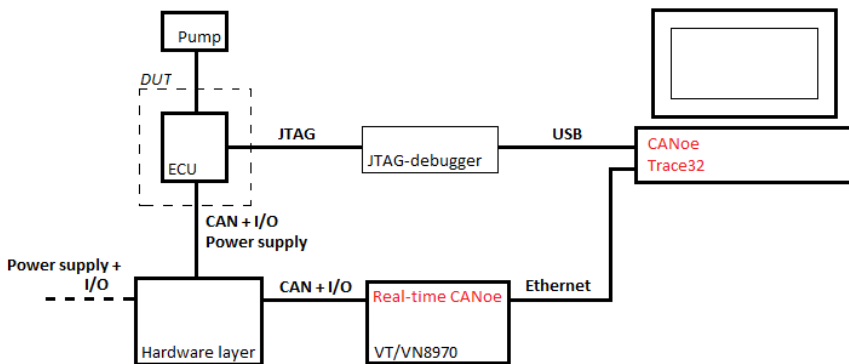 Pump
DUT
ECU
JTAG
JTAG-debugger
USB
CANoe
Trace32
CAN + I/O
Power supply
Power supply +
I/O
Hardware layer
CAN + I/O
Real-time CANoe
VT/VN8970
Ethernet